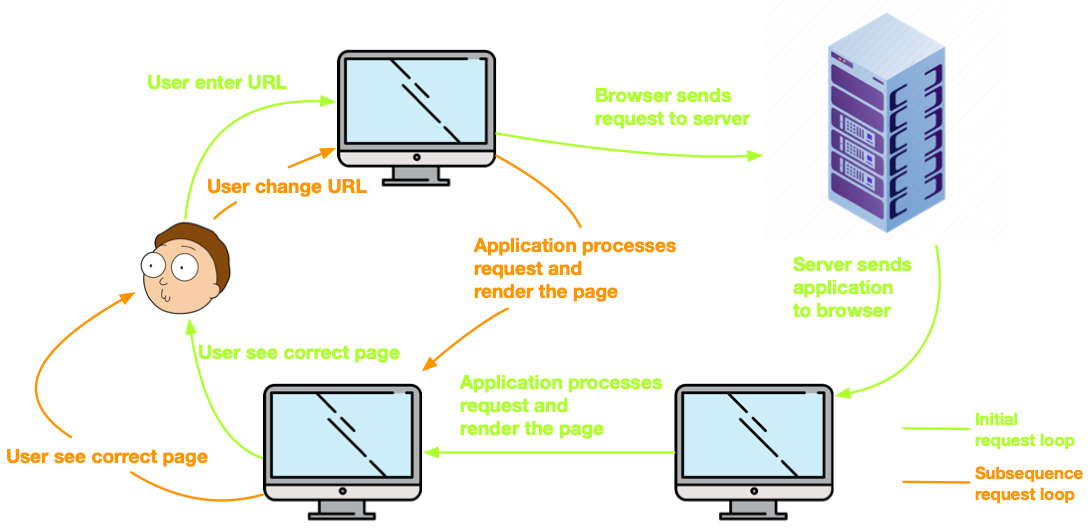 User enter URL
Browser sends
request to server
User change URL
Application processes
request and
render the page
Server sends
application
to browser
User see correct page
Application processes
request and
render the page
User see correct page
Initial
request loop
Subsequence
request loop